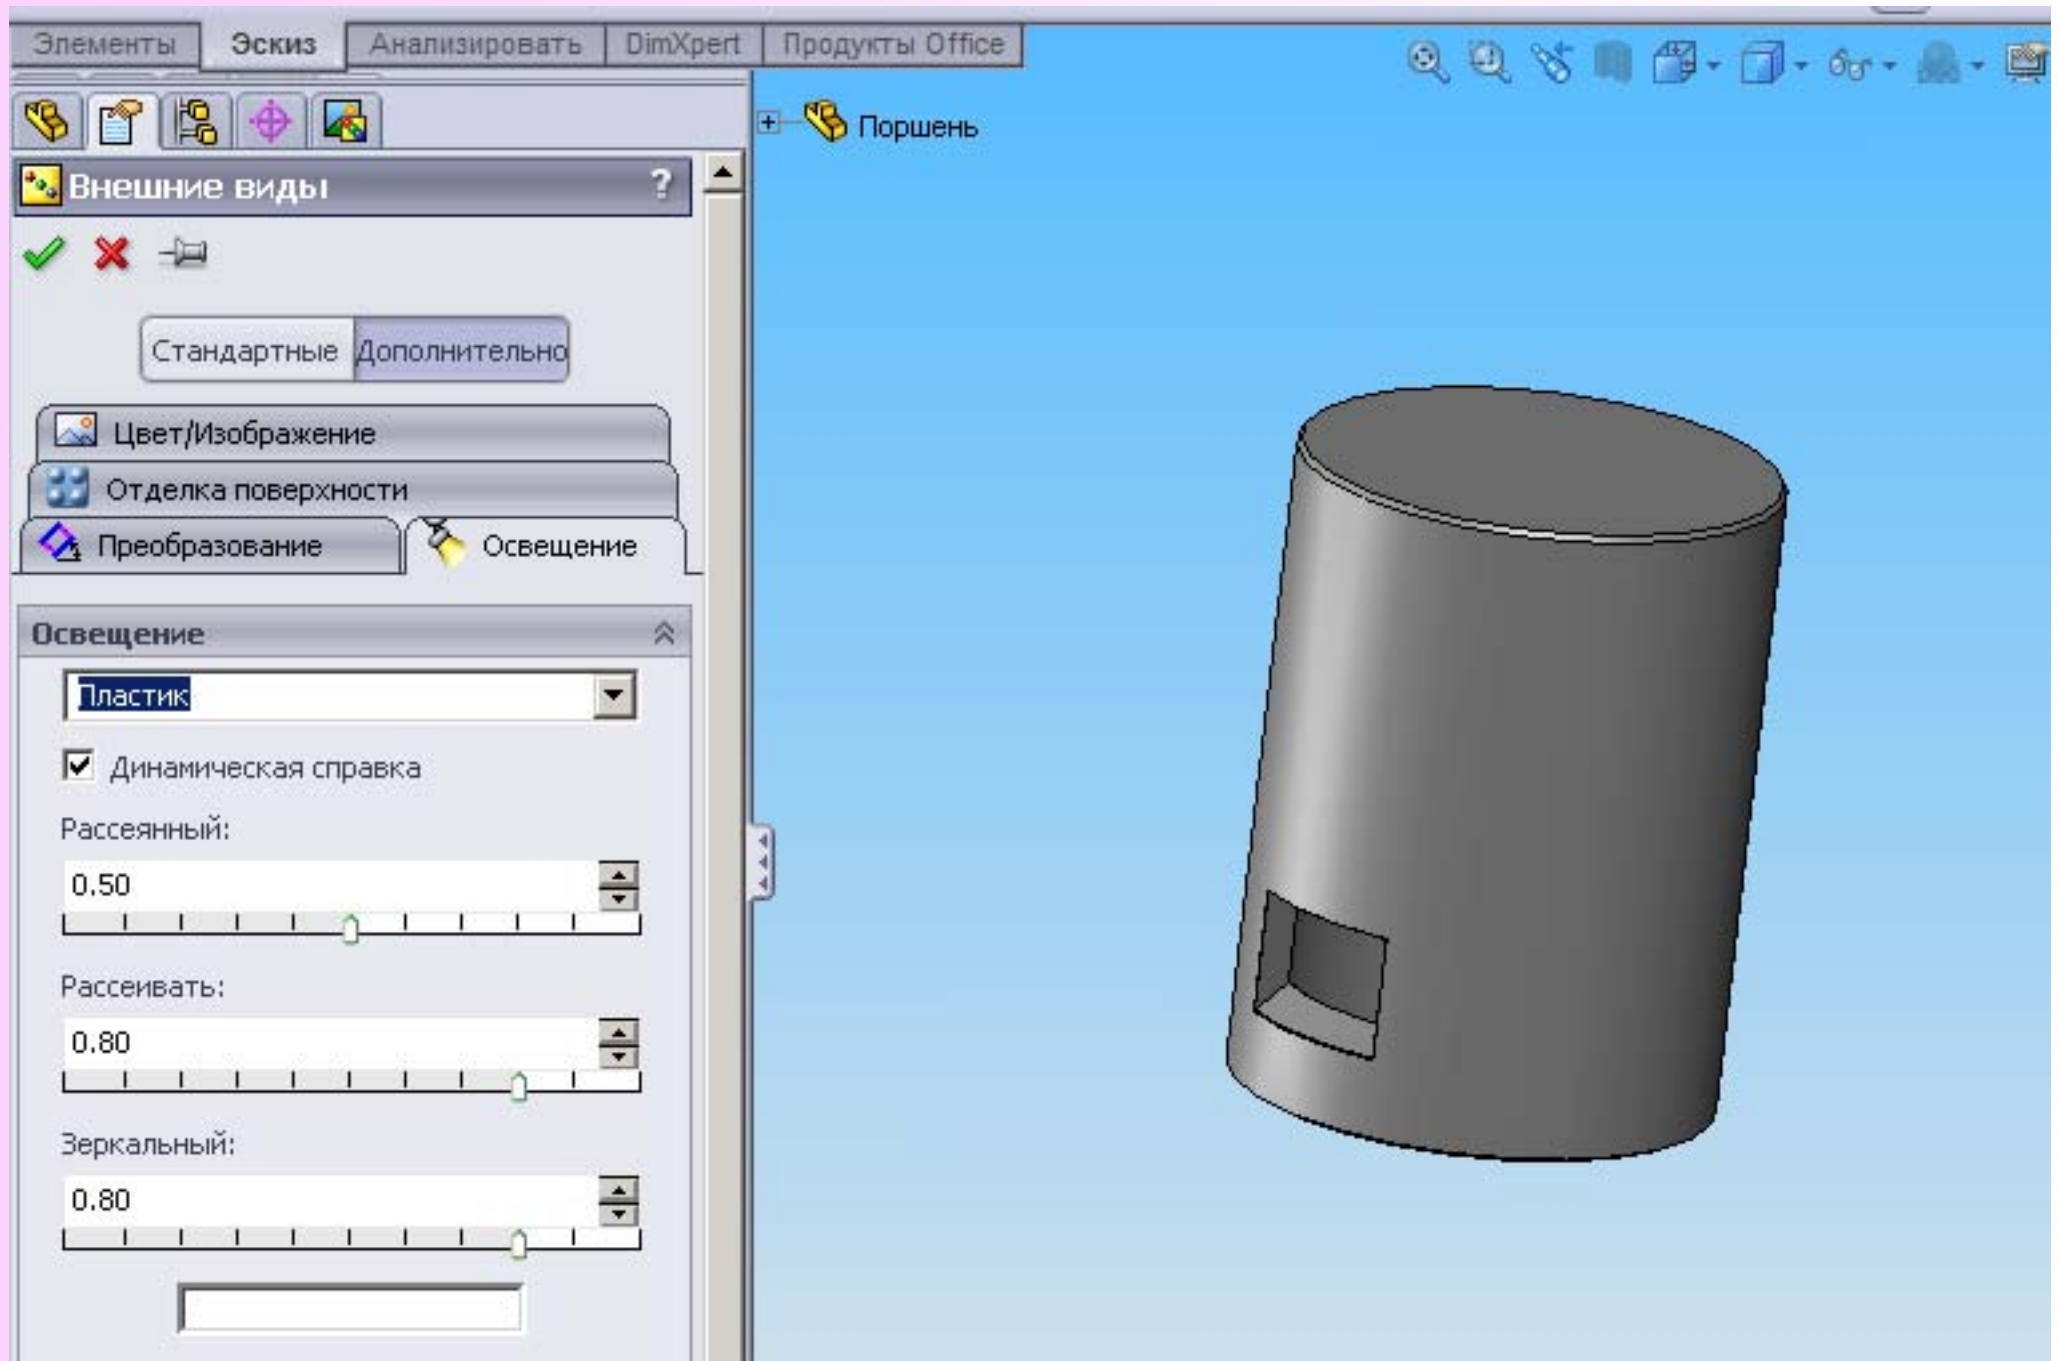 Элементы Эскиз Анализировать DimXpert Продукты Office
Поршень
Внешние виды ?
Стандартные Дополнительно
Цвет/Изображение
Отделка поверхности
Преобразование Освещение
Освещение
Пластик
Динамическая справка
Рассеянный:
0.50
Рассеивать:
0.80
Зеркальный:
0.80